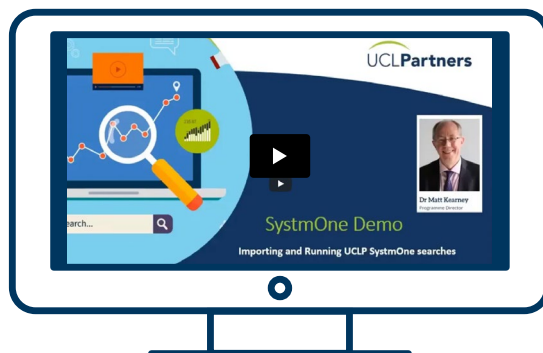 UCLPartners
Dr Matt Kearney
Programme Director
earch...
SystmOne Demo
Importing and Running UCLP SystmOne searches